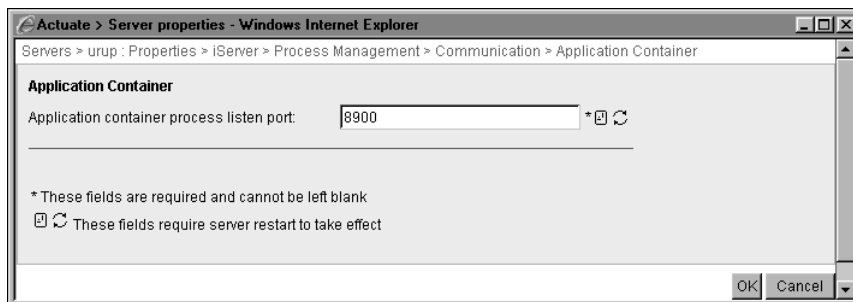 Actuate > Server properties - Windows Internet Explorer
Servers > urup : Properties > iServer > Process Management > Communication > Application Container
Application Container
Application container process listen port: 8900 *
* These fields are required and cannot be left blank
These fields require server restart to take effect
OK Cancel